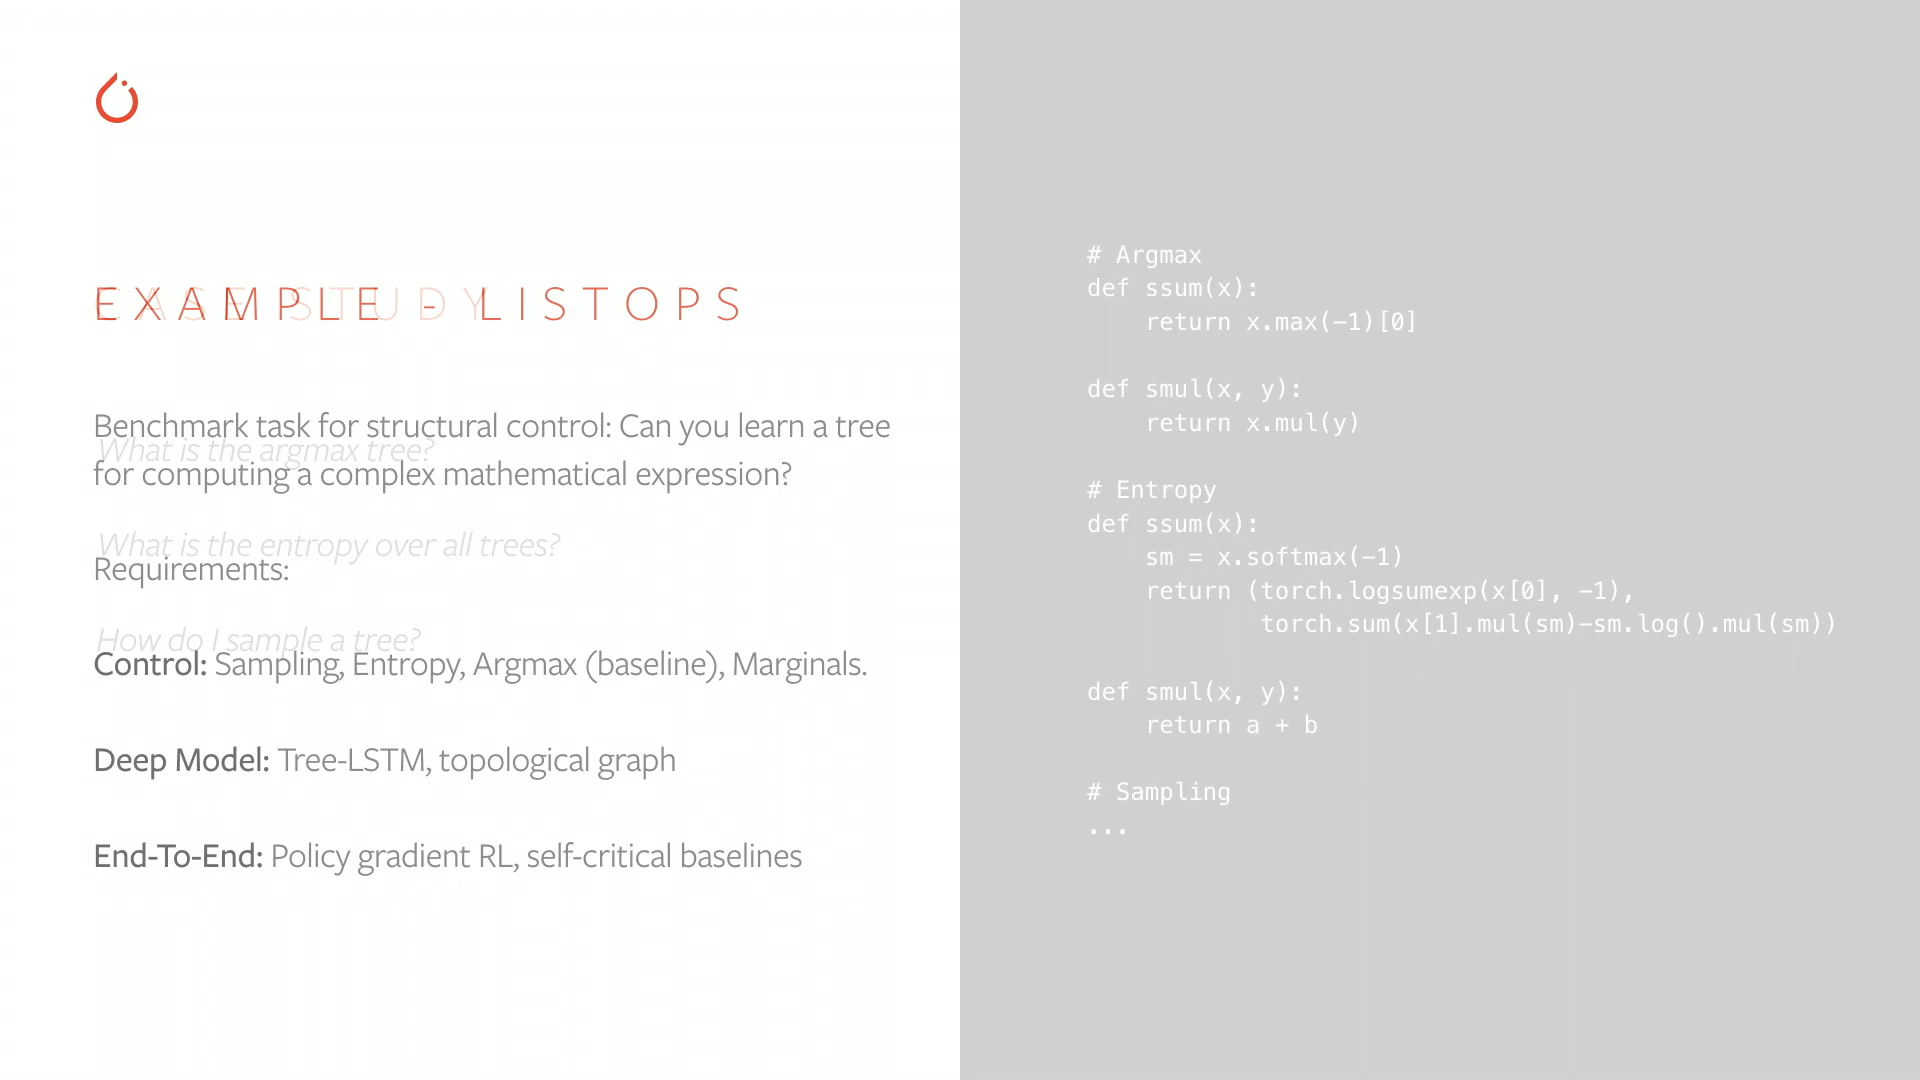 EXAMPLE - LISTOPS
CASE STUDY
Benchmark task for structural control: Can you learn a tree
What is the argmax tree?
for computing a complex mathematical expression?
What is the entropy over all trees?
Requirements:
How do I sample a tree?
Control: Sampling, Entropy, Argmax (baseline), Marginals.
Deep Model: Tree-LSTM, topological graph
End-To-End: Policy gradient RL, self-critical baselines
# Argmax
def ssum(x):
    return x.max(-1)[0]
def smul(x, y):
    return x.mul(y)
# Entropy
def ssum(x):
    sm = x.softmax(-1)
    return (torch.logsumexp(x[0], -1),
            torch.sum(x[1].mul(sm)-sm.log().mul(sm))
def smul(x, y):
    return a + b
# Sampling
...